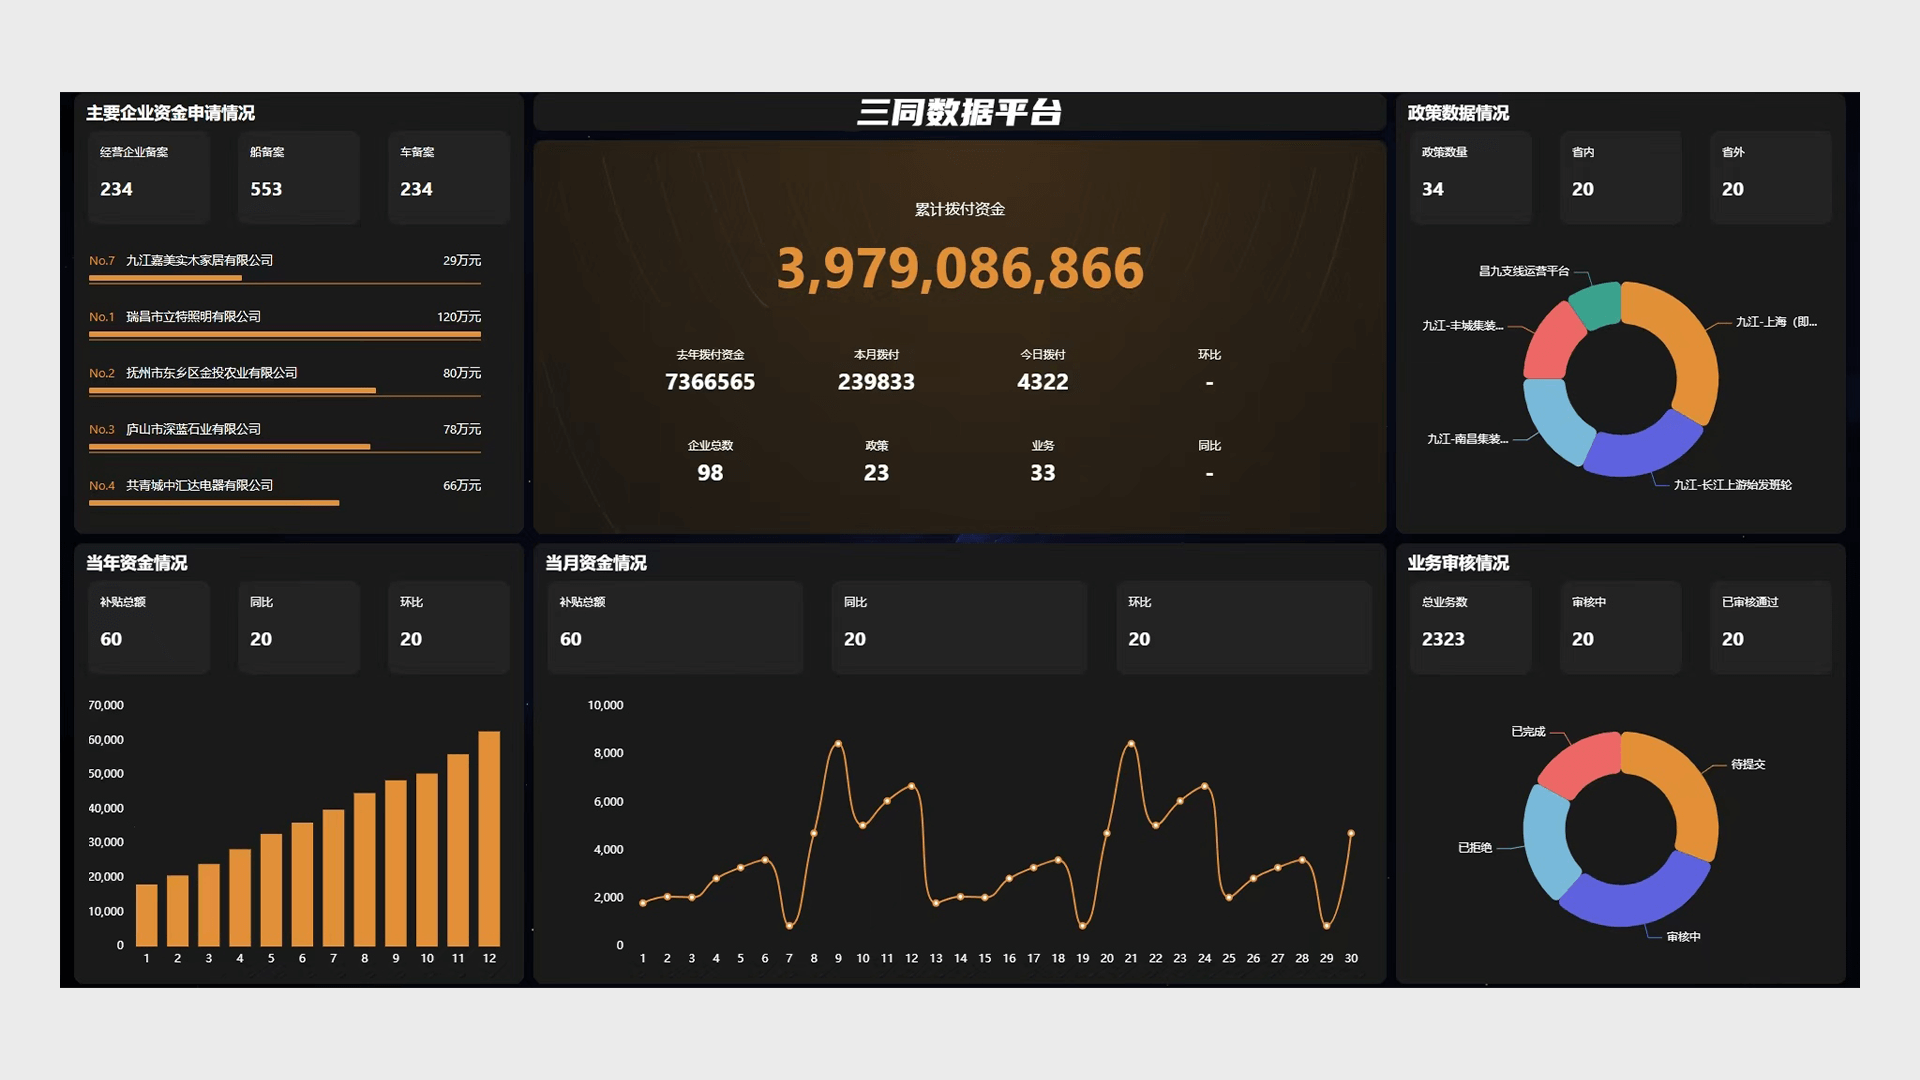 三同数据平台
主要企业资金申请情况
经营企业备案
234
船备案
553
车备案
234
No.7 九江嘉美实木家居有限公司 29万元
No.1 瑞昌市立特照明有限公司 120万元
No.2 抚州市东乡区金投农业有限公司 80万元
No.3 庐山市深蓝石业有限公司 78万元
No.4 共青城中汇达电器有限公司 66万元
累计拨付资金
3,979,086,866
去年拨付资金
7366565
本月拨付
239833
今日拨付
4322
环比
-
企业总数
98
政策
23
业务
33
同比
-
政策数据情况
政策数量
34
省内
20
省外
20
昌九支线运营平台
九江-上海（即...
九江-丰城集装...
九江-南昌集装...
九江-长江上游始发班轮
当年资金情况
补贴总额
60
同比
20
环比
20
70,000
60,000
50,000
40,000
30,000
20,000
10,000
0
1 2 3 4 5 6 7 8 9 10 11 12
当月资金情况
补贴总额
60
同比
20
环比
20
10,000
8,000
6,000
4,000
2,000
0
1 2 3 4 5 6 7 8 9 10 11 12 13 14 15 16 17 18 19 20 21 22 23 24 25 26 27 28 29 30
业务审核情况
总业务数
2323
审核中
20
已审核通过
20
已完成
待提交
已拒绝
审核中